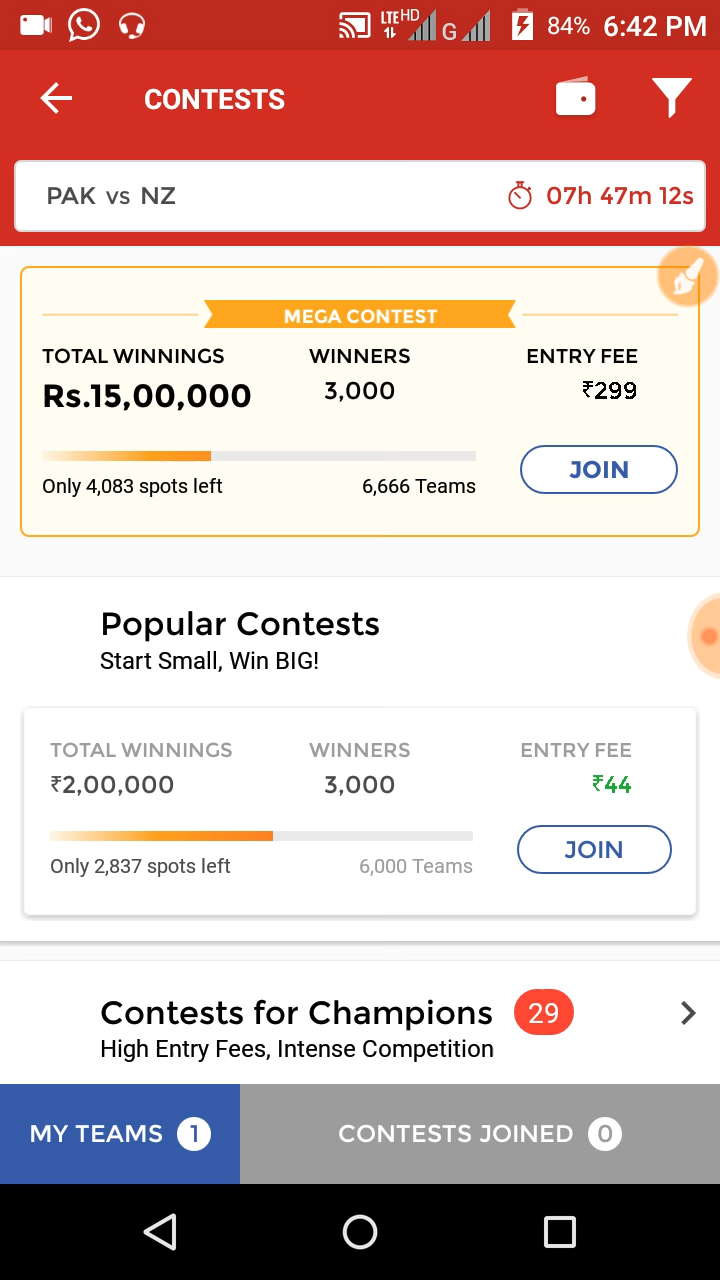 LTE HD G 84% 6:42 PM
CONTESTS
PAK vs NZ 07h 47m 12s
MEGA CONTEST
TOTAL WINNINGS WINNERS ENTRY FEE
Rs.15,00,000 3,000 ₹299
Only 4,083 spots left 6,666 Teams JOIN
Popular Contests
Start Small, Win BIG!
TOTAL WINNINGS WINNERS ENTRY FEE
₹2,00,000 3,000 ₹44
Only 2,837 spots left 6,000 Teams JOIN
Contests for Champions 29
High Entry Fees, Intense Competition
MY TEAMS 1 CONTESTS JOINED 0